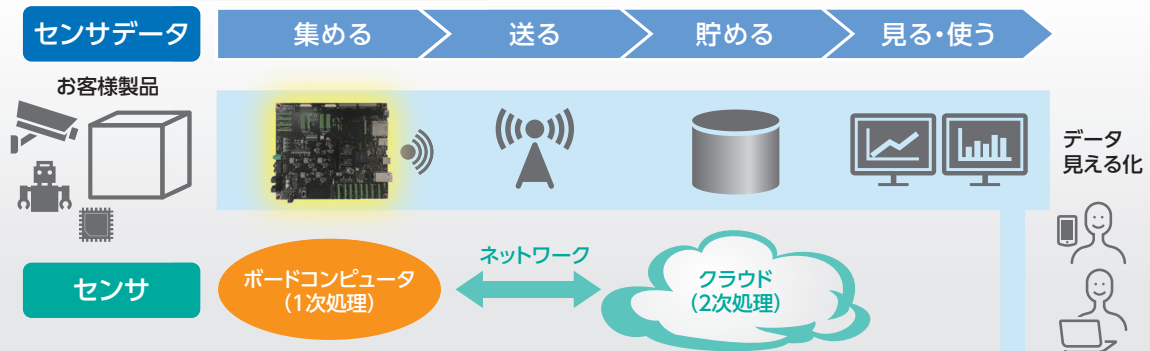 センサデータ
集める
送る
貯める
見る・使う
お客様製品
データ
見える化
センサ
ボードコンピュータ
(1次処理)
ネットワーク
クラウド
(2次処理)